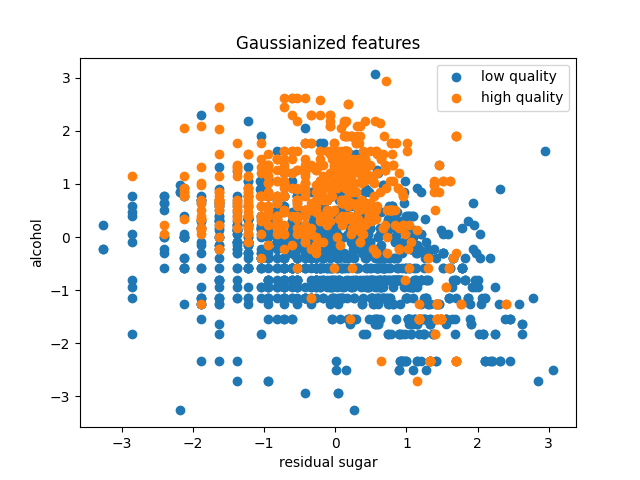 Gaussianized features
low quality
high quality
3
2
1
0
−1
−2
−3
alcohol
−3
−2
−1
0
1
2
3
residual sugar